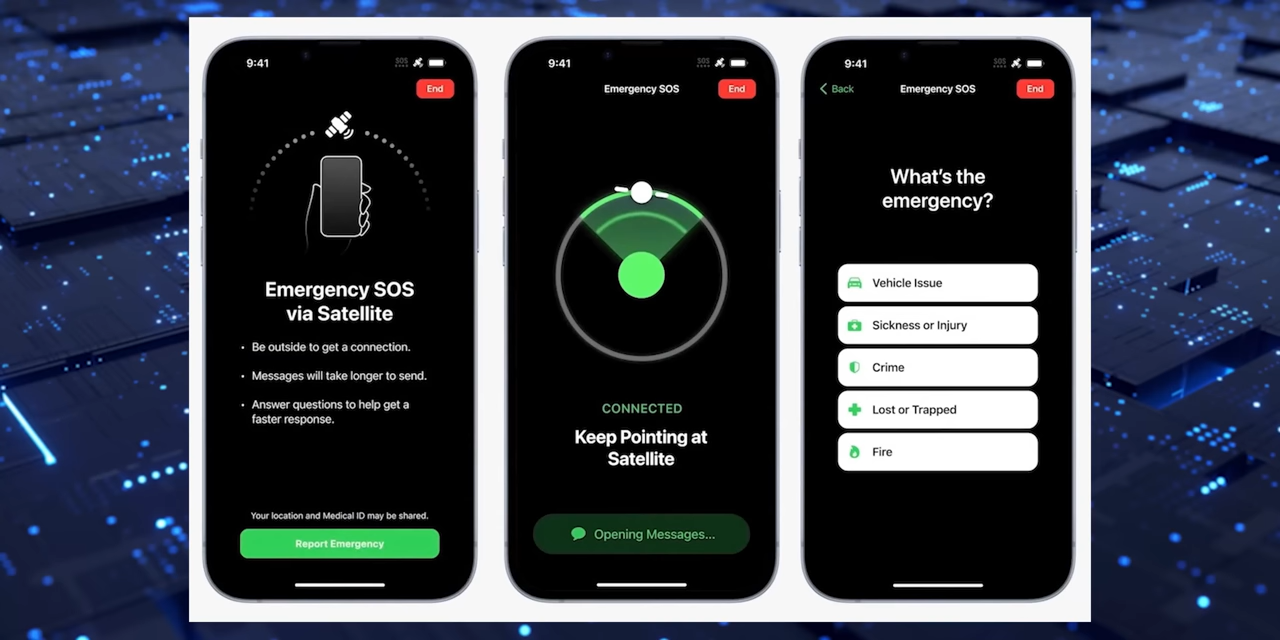 9:41
SOS
End
Emergency SOS
via Satellite
• Be outside to get a connection.
• Messages will take longer to send.
• Answer questions to help get a
faster response.
Your location and Medical ID may be shared.
Report Emergency
9:41
SOS
Emergency SOS
End
CONNECTED
Keep Pointing at
Satellite
Opening Messages...
9:41
SOS
Back
Emergency SOS
End
What's the
emergency?
Vehicle Issue
Sickness or Injury
Crime
Lost or Trapped
Fire